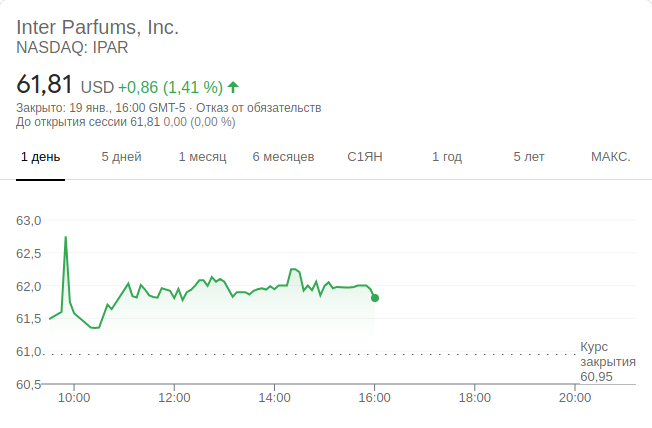 Inter Parfums, Inc.
NASDAQ: IPAR
61,81 USD +0,86 (1,41 %)
Закрыто: 19 янв., 16:00 GMT-5 · Отказ от обязательств
До открытия сессии 61,81 0,00 (0,00 %)
1 день 5 дней 1 месяц 6 месяцев С1ЯН 1 год 5 лет МАКС.
63,0
62,5
62,0
61,5
61,0
60,5
Курс
закрытия
60,95
10:00 12:00 14:00 16:00 18:00 20:00